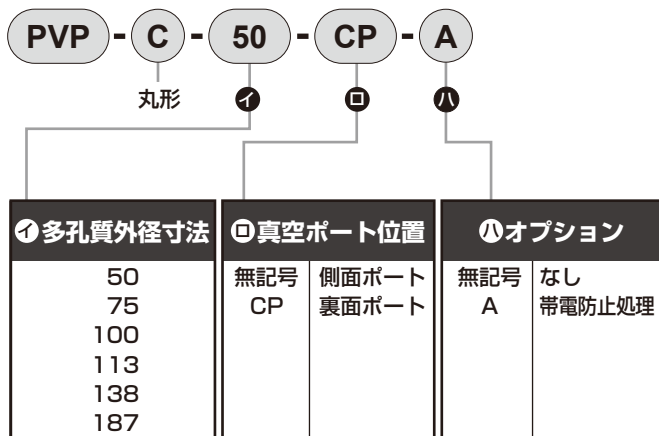 PVP - C - 50 - CP - A
丸形 イ ロ ハ
イ多孔質外径寸法
50
75
100
113
138
187
ロ真空ポート位置
無記号 側面ポート
CP 裏面ポート
ハオプション
無記号 なし
A 帯電防止処理